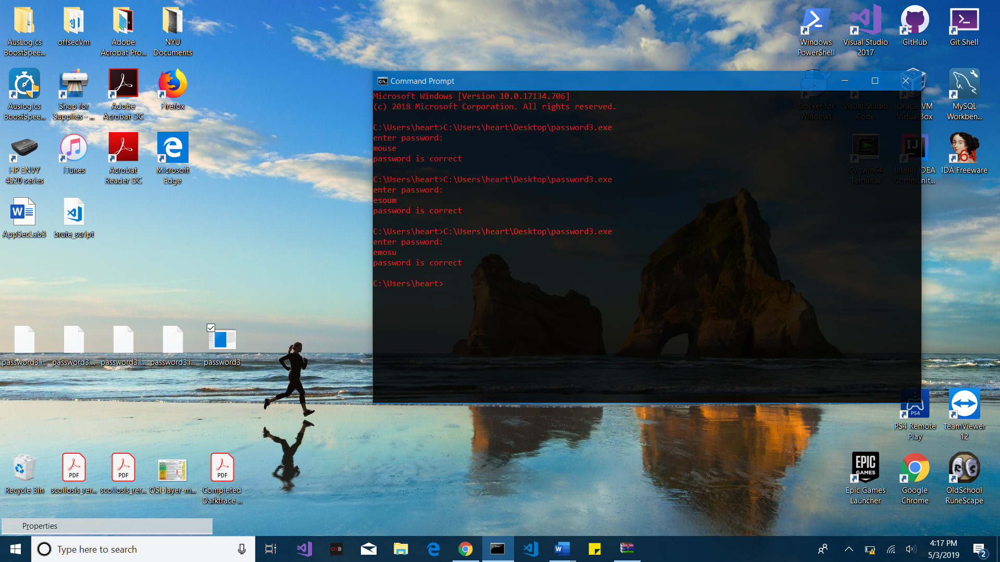 AusLogics
BoostSpee...
offsecVm
Adobe
Acrobat Pro...
NYU
Documents
Windows
PowerShell
Visual Studio
2017
GitHub
Git Shell
Auslogics
BoostSpee...
Shop for
Supplies - ...
Adobe
Acrobat DC
Firefox
Docker for
Windows
Visual Studio
Code
Oracle VM
VirtualBox
MySQL
Workben...
HP ENVY
4520 series
iTunes
Acrobat
Reader DC
Microsoft
Edge
Cygwin64
Terminal
IJ
IntelliJ IDEA
Communit...
64
IDA Freeware
AppSecLab3
brute_script
Command Prompt
Microsoft Windows [Version 10.0.17134.706]
(c) 2018 Microsoft Corporation. All rights reserved.
C:\Users\heart>C:\Users\heart\Desktop\password3.exe
enter password:
mouse
password is correct
C:\Users\heart>C:\Users\heart\Desktop\password3.exe
enter password:
esoum
password is correct
C:\Users\heart>C:\Users\heart\Desktop\password3.exe
enter password:
emosu
password is correct
C:\Users\heart>
password3.i...
password3....
password3.i...
password3.i...
password3
PS4
PS4 Remote
Play
TeamViewer
12
Recycle Bin
PDF
scoliosis_rer...
PDF
scoliosis_rer...
OSI-layer-m...
PDF
Completed
Darktrace ...
EPIC
GAMES
Epic Games
Launcher
Google
Chrome
OldSchool
RuneScape
Properties
Type here to search
4:17 PM
5/3/2019
2